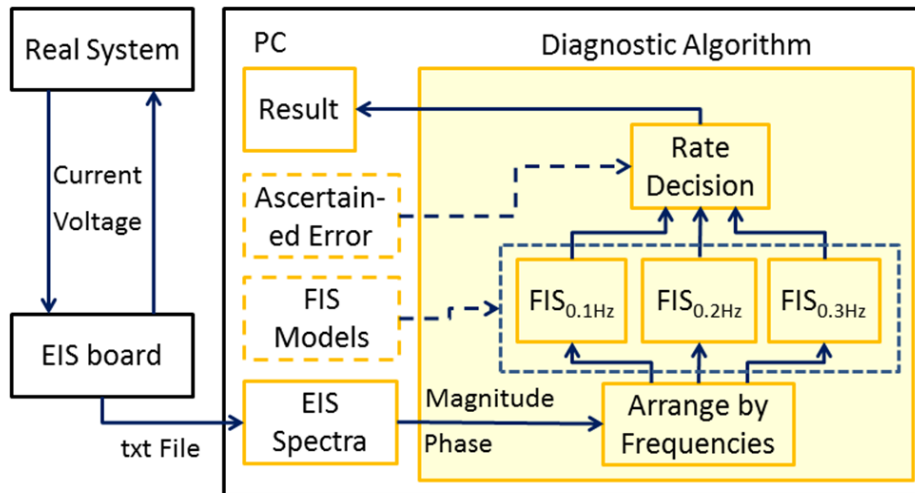 Real System
PC
Diagnostic Algorithm
Result
Rate
Decision
Current
Voltage
Ascertain-
ed Error
FIS
Models
FIS0.1Hz
FIS0.2Hz
FIS0.3Hz
EIS board
EIS
Spectra
Magnitude
Phase
Arrange by
Frequencies
txt File